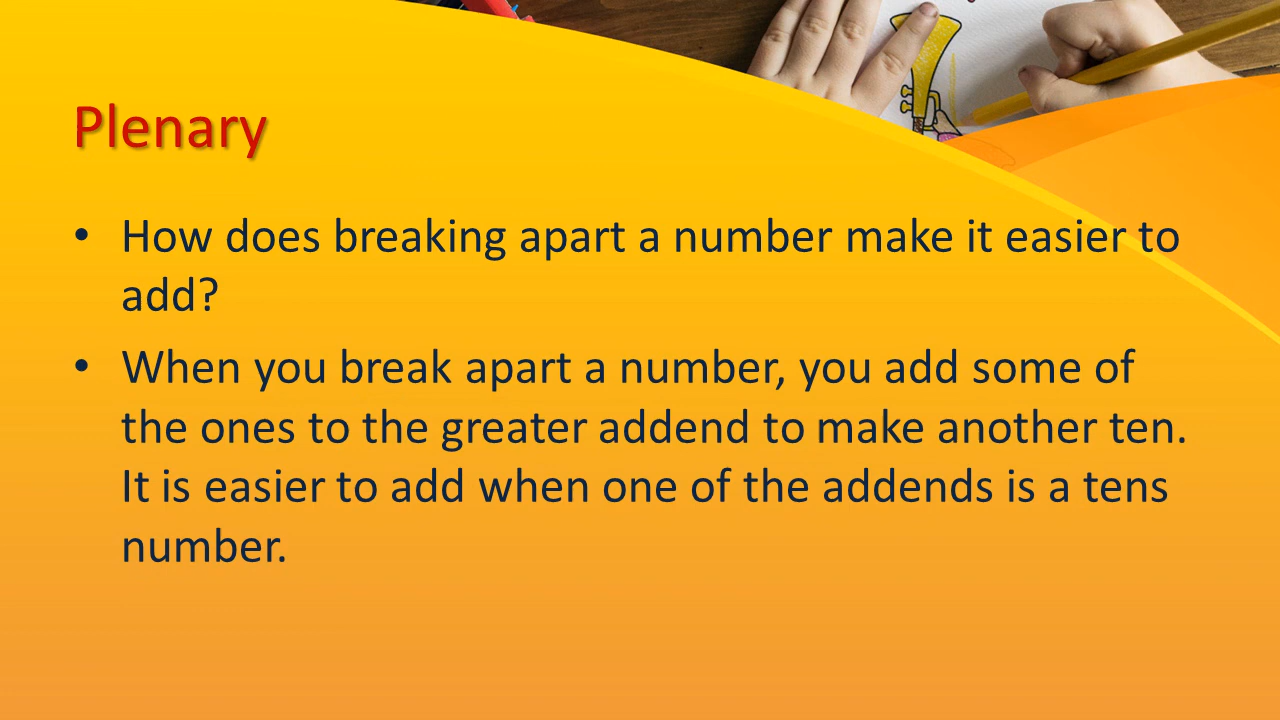 Plenary
• How does breaking apart a number make it easier to
add?
• When you break apart a number, you add some of
the ones to the greater addend to make another ten.
It is easier to add when one of the addends is a tens
number.